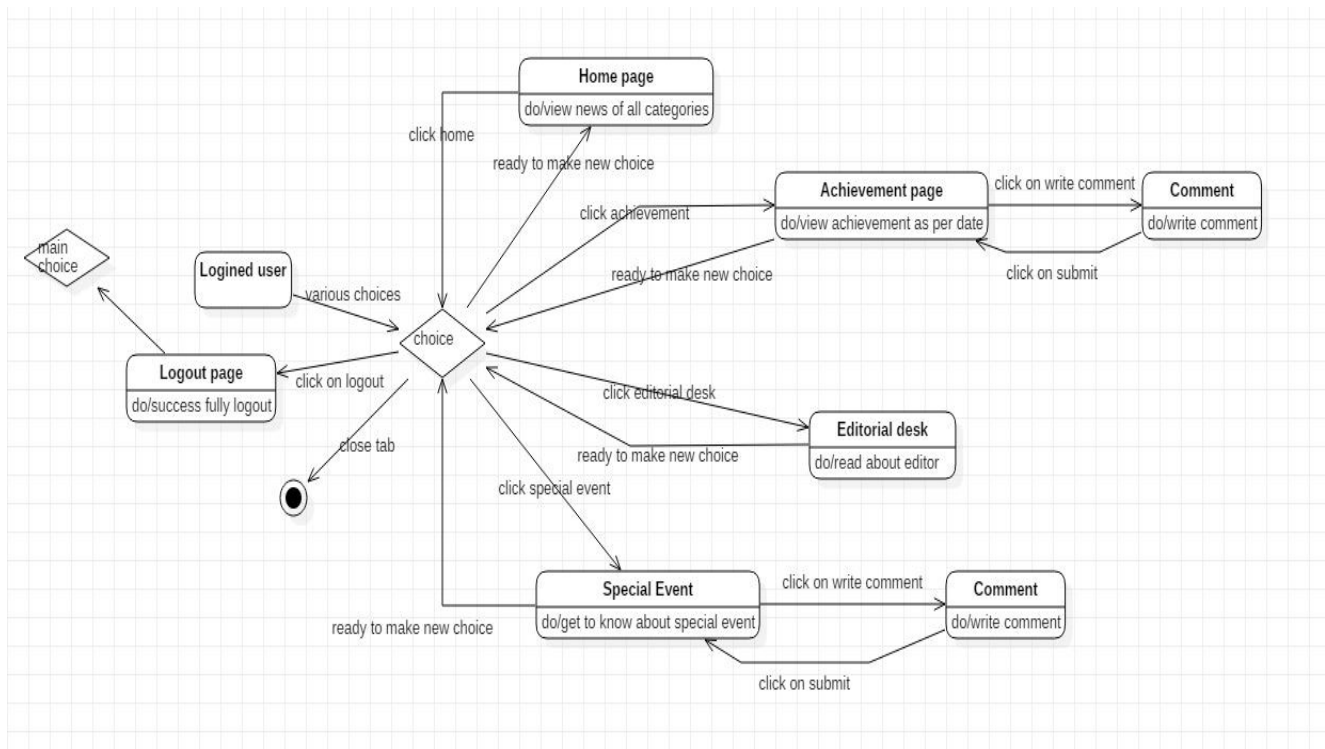 Home page
do/view news of all categories
click home
ready to make new choice
Achievement page
do/view achievement as per date
click on write comment
Comment
do/write comment
click achievement
click on submit
ready to make new choice
main
choice
Logined user
various choices
choice
Logout page
do/success fully logout
click on logout
click editorial desk
Editorial desk
do/read about editor
close tab
ready to make new choice
click special event
Special Event
do/get to know about special event
click on write comment
Comment
do/write comment
ready to make new choice
click on submit